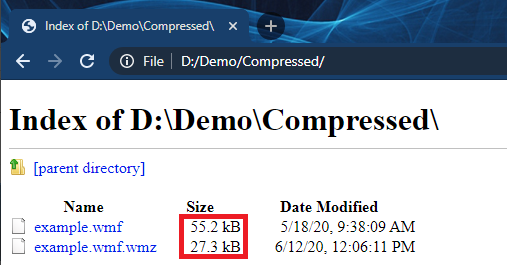 Index of D:\Demo\Compressed\
File D:/Demo/Compressed/
Index of D:\Demo\Compressed\
[parent directory]
Name Size Date Modified
example.wmf 55.2 kB 5/18/20, 9:38:09 AM
example.wmf.wmz 27.3 kB 6/12/20, 12:06:11 PM